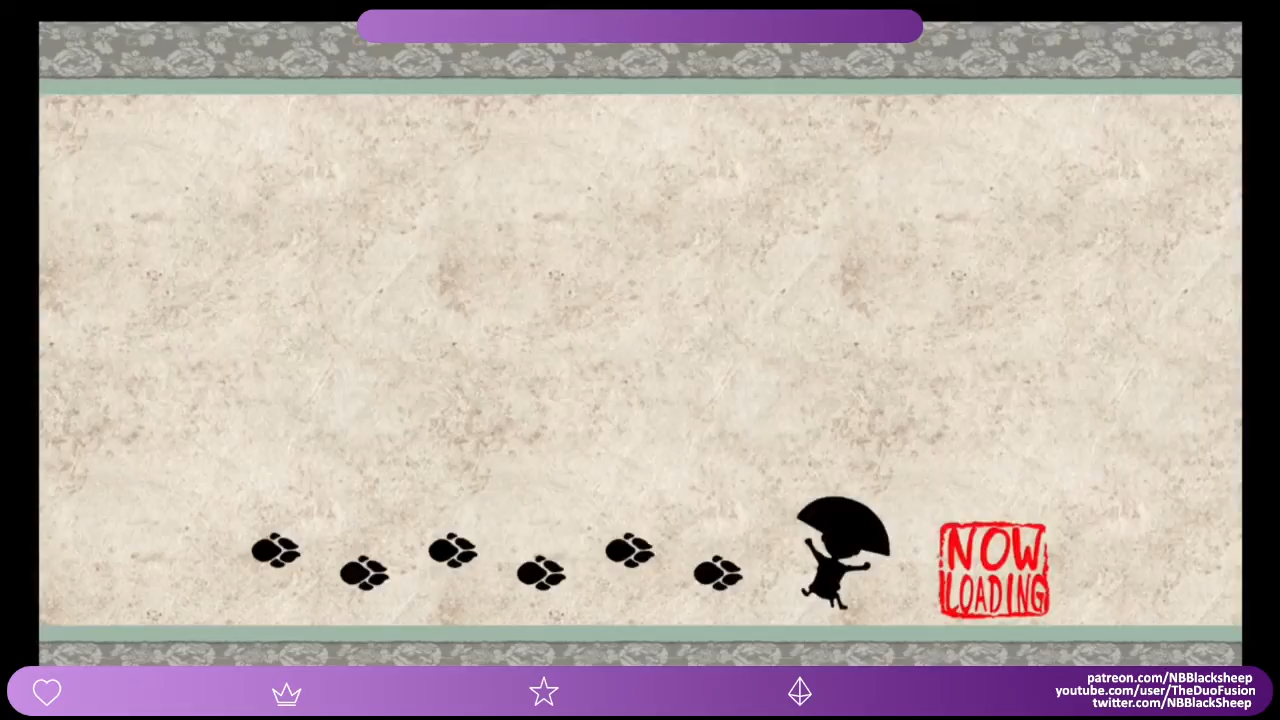 NOW
LOADING
patreon.com/NBBlacksheep
youtube.com/user/TheDuoFusion
twitter.com/NBBlackSheep